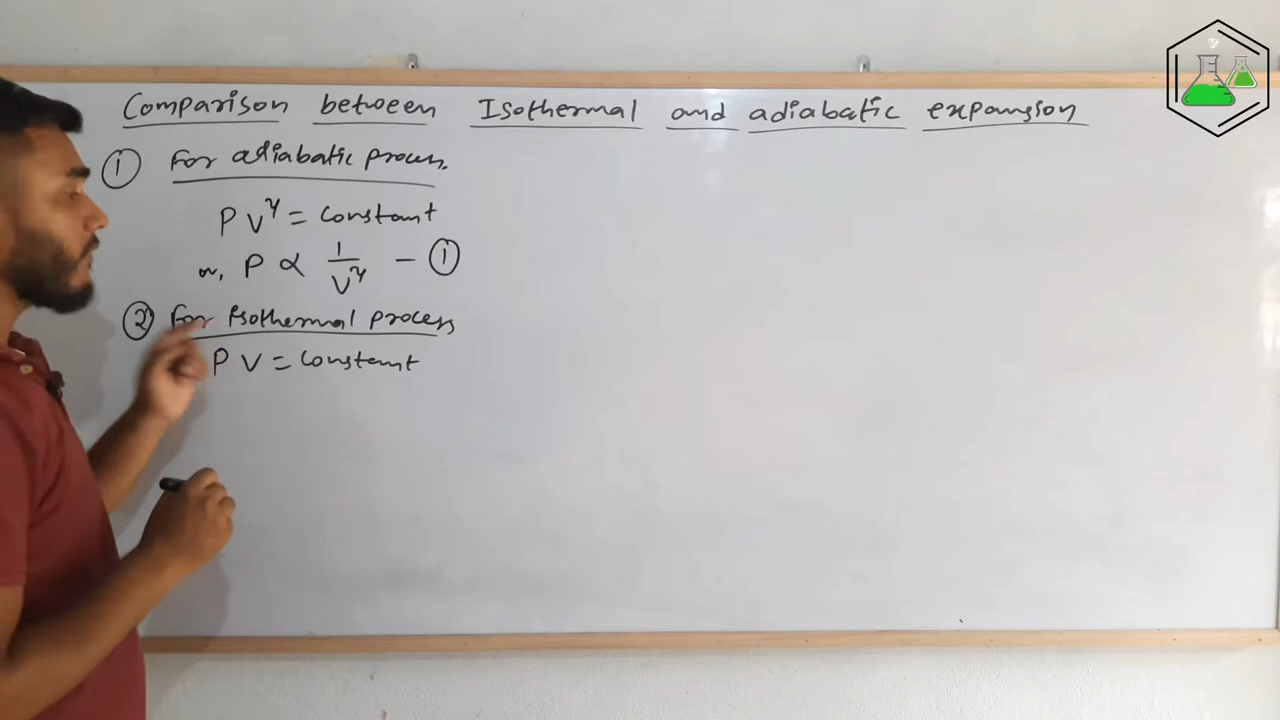 Comparison between Isothermal and adiabatic expansion
① For adiabatic process.
PV^γ = Constant
or, P ∝ 1/V^γ — ①
② For isothermal process
PV = Constant